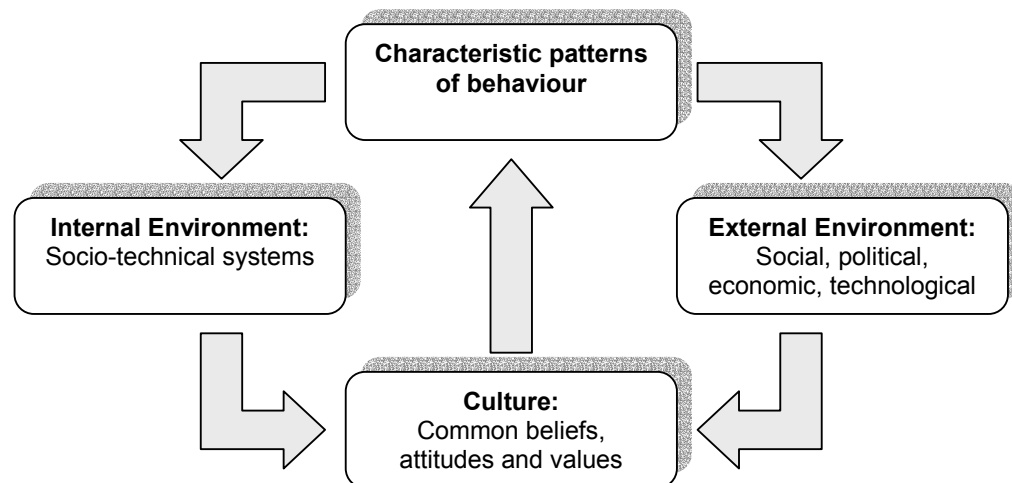 Characteristic patterns
of behaviour
Internal Environment:
Socio-technical systems
External Environment:
Social, political,
economic, technological
Culture:
Common beliefs,
attitudes and values